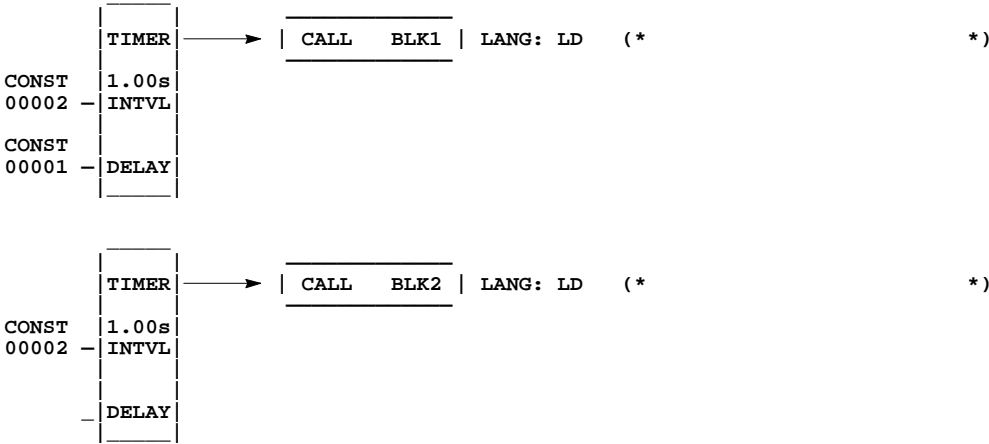 TIMER CALL BLK1 LANG: LD (* *)
CONST 1.00s
00002 INTVL
CONST
00001 DELAY
TIMER CALL BLK2 LANG: LD (* *)
CONST 1.00s
00002 INTVL
DELAY